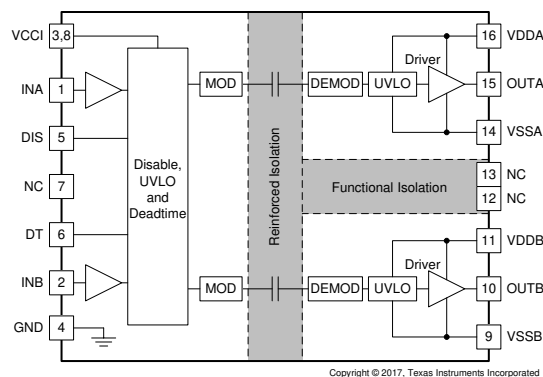 VCCI 3,8
16 VDDA
Driver
INA 1
MOD
DEMOD UVLO
15 OUTA
DIS 5
14 VSSA
Disable,
UVLO
and
Deadtime
Reinforced Isolation
Functional Isolation
13 NC
NC 7
12 NC
DT 6
11 VDDB
Driver
INB 2
MOD
DEMOD UVLO
10 OUTB
GND 4
9 VSSB
Copyright © 2017, Texas Instruments Incorporated